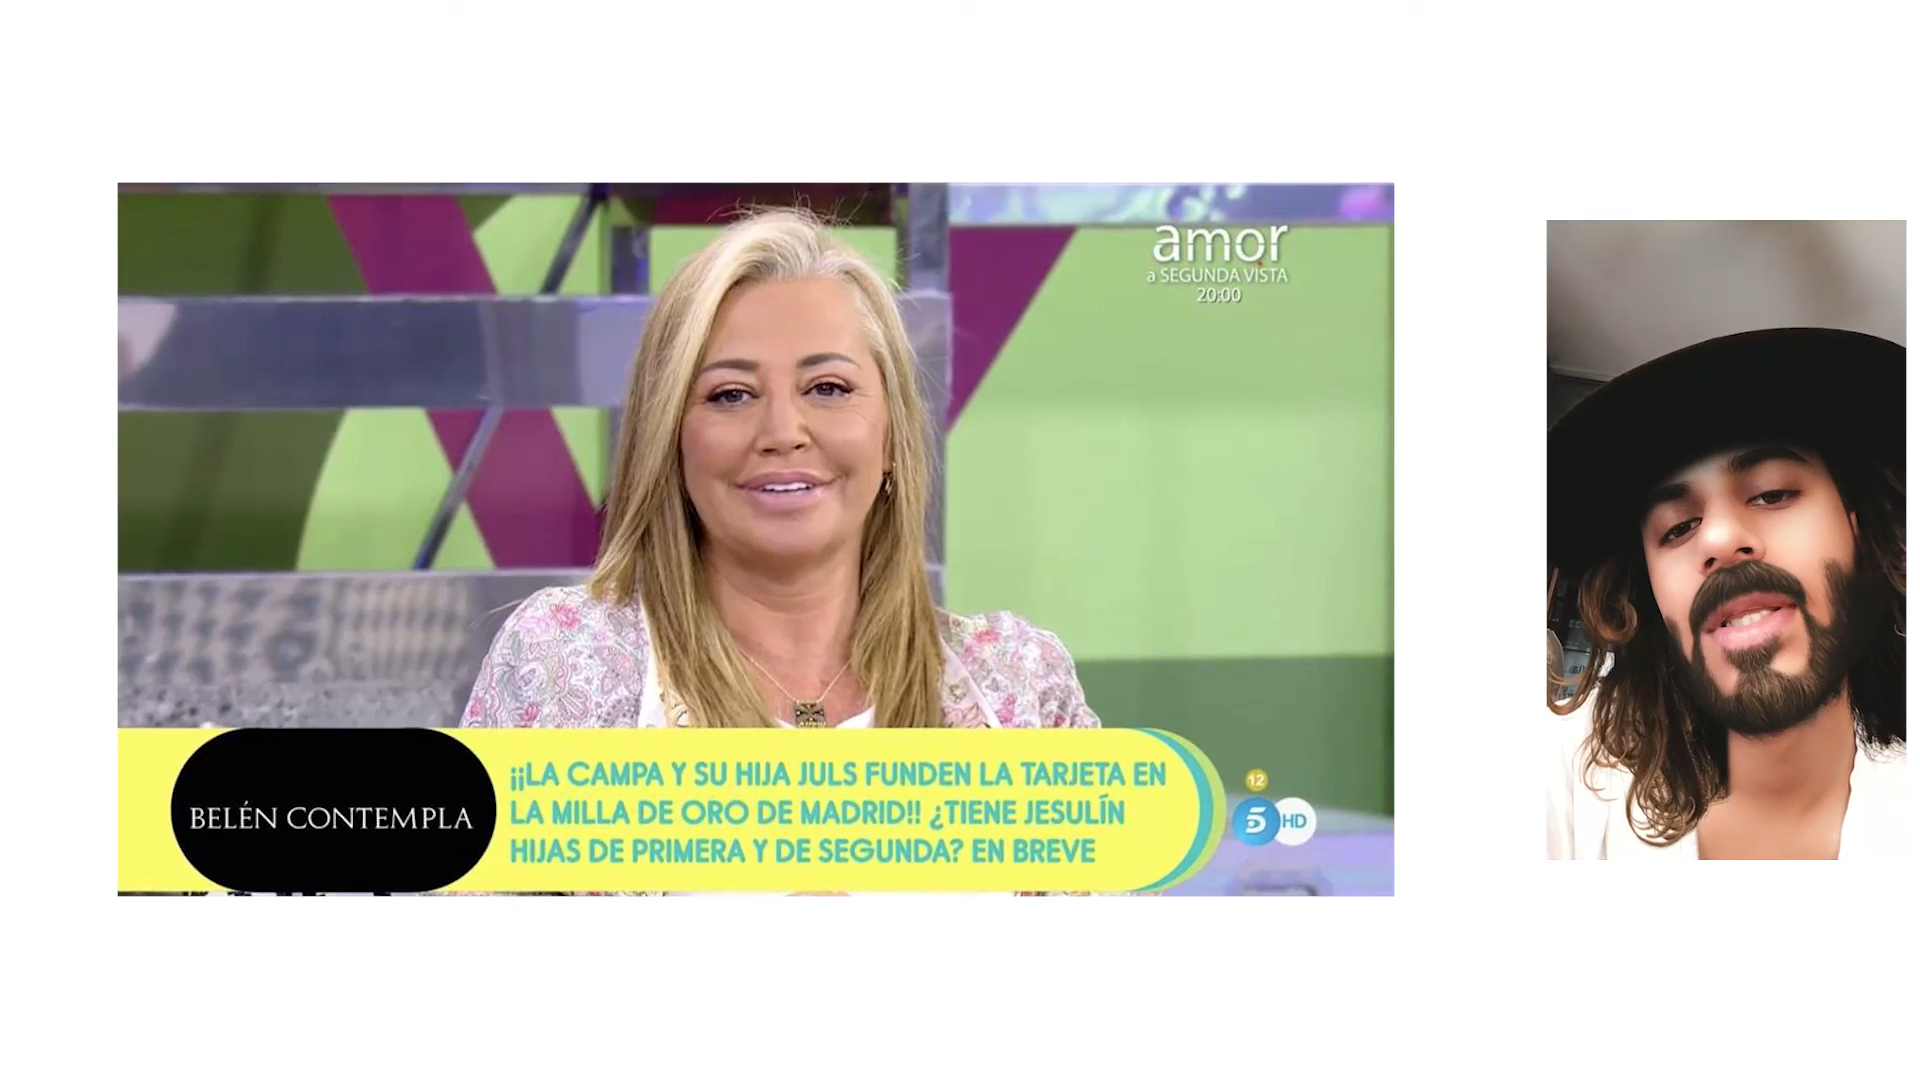 amor
a SEGUNDA VISTA
20:00
BELÉN CONTEMPLA
¡¡LA CAMPA Y SU HIJA JULS FUNDEN LA TARJETA EN
LA MILLA DE ORO DE MADRID!! ¿TIENE JESULÍN
HIJAS DE PRIMERA Y DE SEGUNDA? EN BREVE
12
5 HD